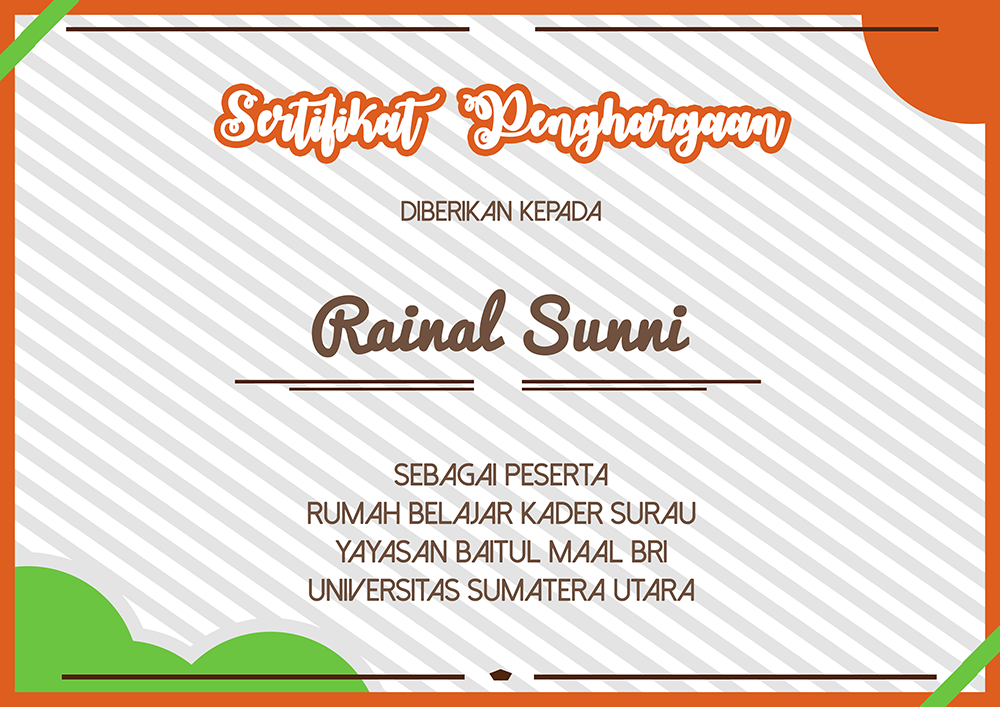 Sertifikat Penghargaan
DIBERIKAN KEPADA
Rainal Sunni
SEBAGAI PESERTA
RUMAH BELAJAR KADER SURAU
YAYASAN BAITUL MAAL BRI
UNIVERSITAS SUMATERA UTARA